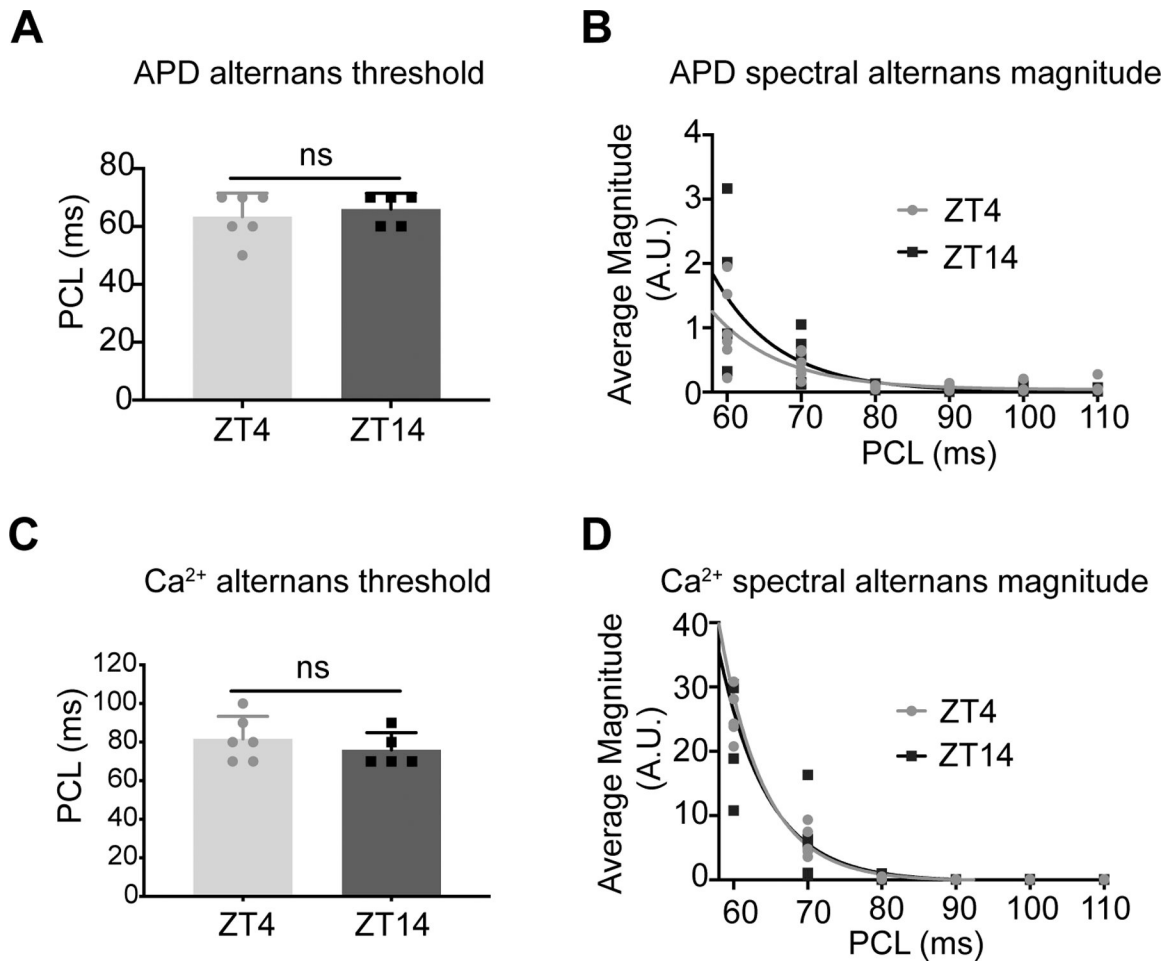 A
APD alternans threshold
ns
80
60
40
20
0
PCL (ms)
ZT4
ZT14
B
APD spectral alternans magnitude
4
3
2
1
0
Average Magnitude
(A.U.)
ZT4
ZT14
60 70 80 90 100 110
PCL (ms)
C
Ca²⁺ alternans threshold
ns
120
100
80
60
40
20
0
PCL (ms)
ZT4
ZT14
D
Ca²⁺ spectral alternans magnitude
40
30
20
10
0
Average Magnitude
(A.U.)
ZT4
ZT14
60 70 80 90 100 110
PCL (ms)